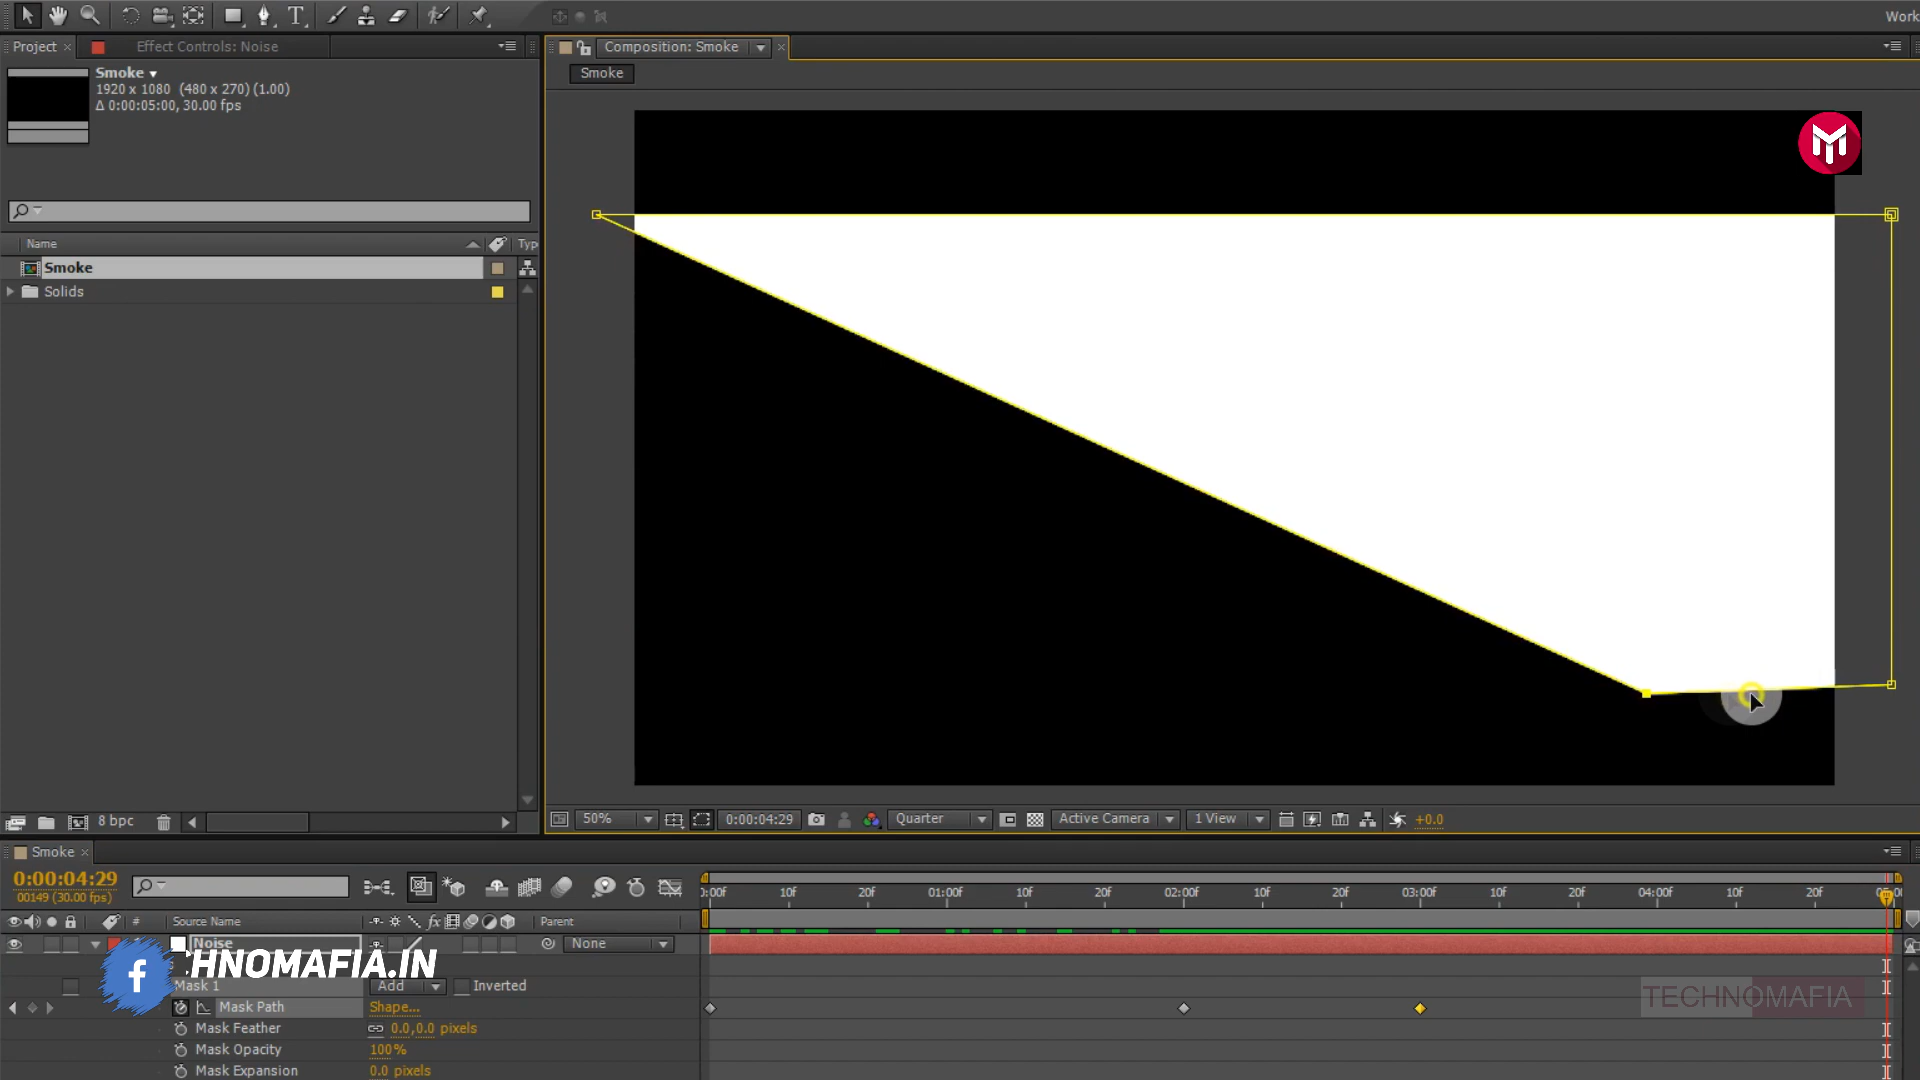 Work
Project
Effect Controls: Noise
Composition: Smoke
Smoke
Smoke
1920 x 1080 (480 x 270) (1.00)
Δ 0:00:05:00, 30.00 fps
Name
Typ
Smoke
Solids
8 bpc
50%
0:00:04:29
Quarter
Active Camera
1 View
+0.0
Smoke
0:00:04:29
00149 (30.00 fps)
):00f 10f 20f 01:00f 10f 20f 02:00f 10f 20f 03:00f 10f 20f 04:00f 10f 20f
# Source Name
fx
Parent
Noise
None
HNOMAFIA.IN
Mask 1
Add
Inverted
TECHNOMAFIA
Mask Path
Shape...
Mask Feather
0.0,0.0 pixels
Mask Opacity
100%
Mask Expansion
0.0 pixels